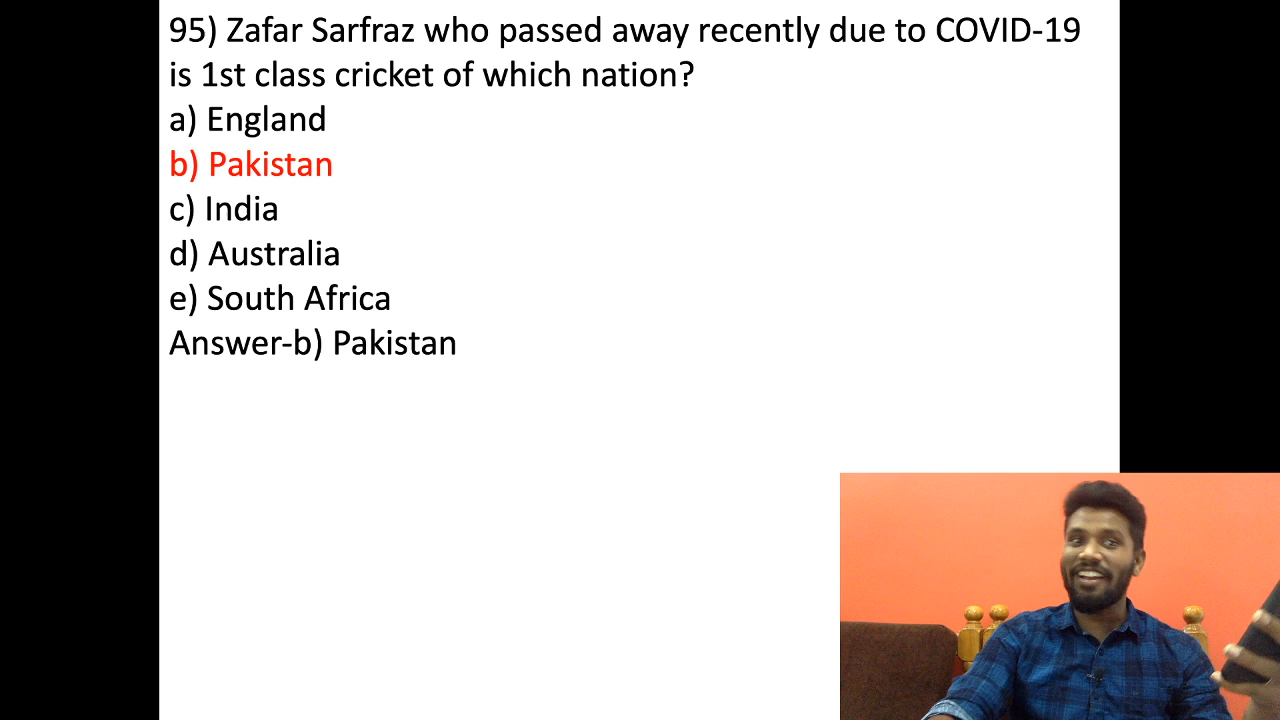 95) Zafar Sarfraz who passed away recently due to COVID-19
is 1st class cricket of which nation?
a) England
b) Pakistan
c) India
d) Australia
e) South Africa
Answer-b) Pakistan